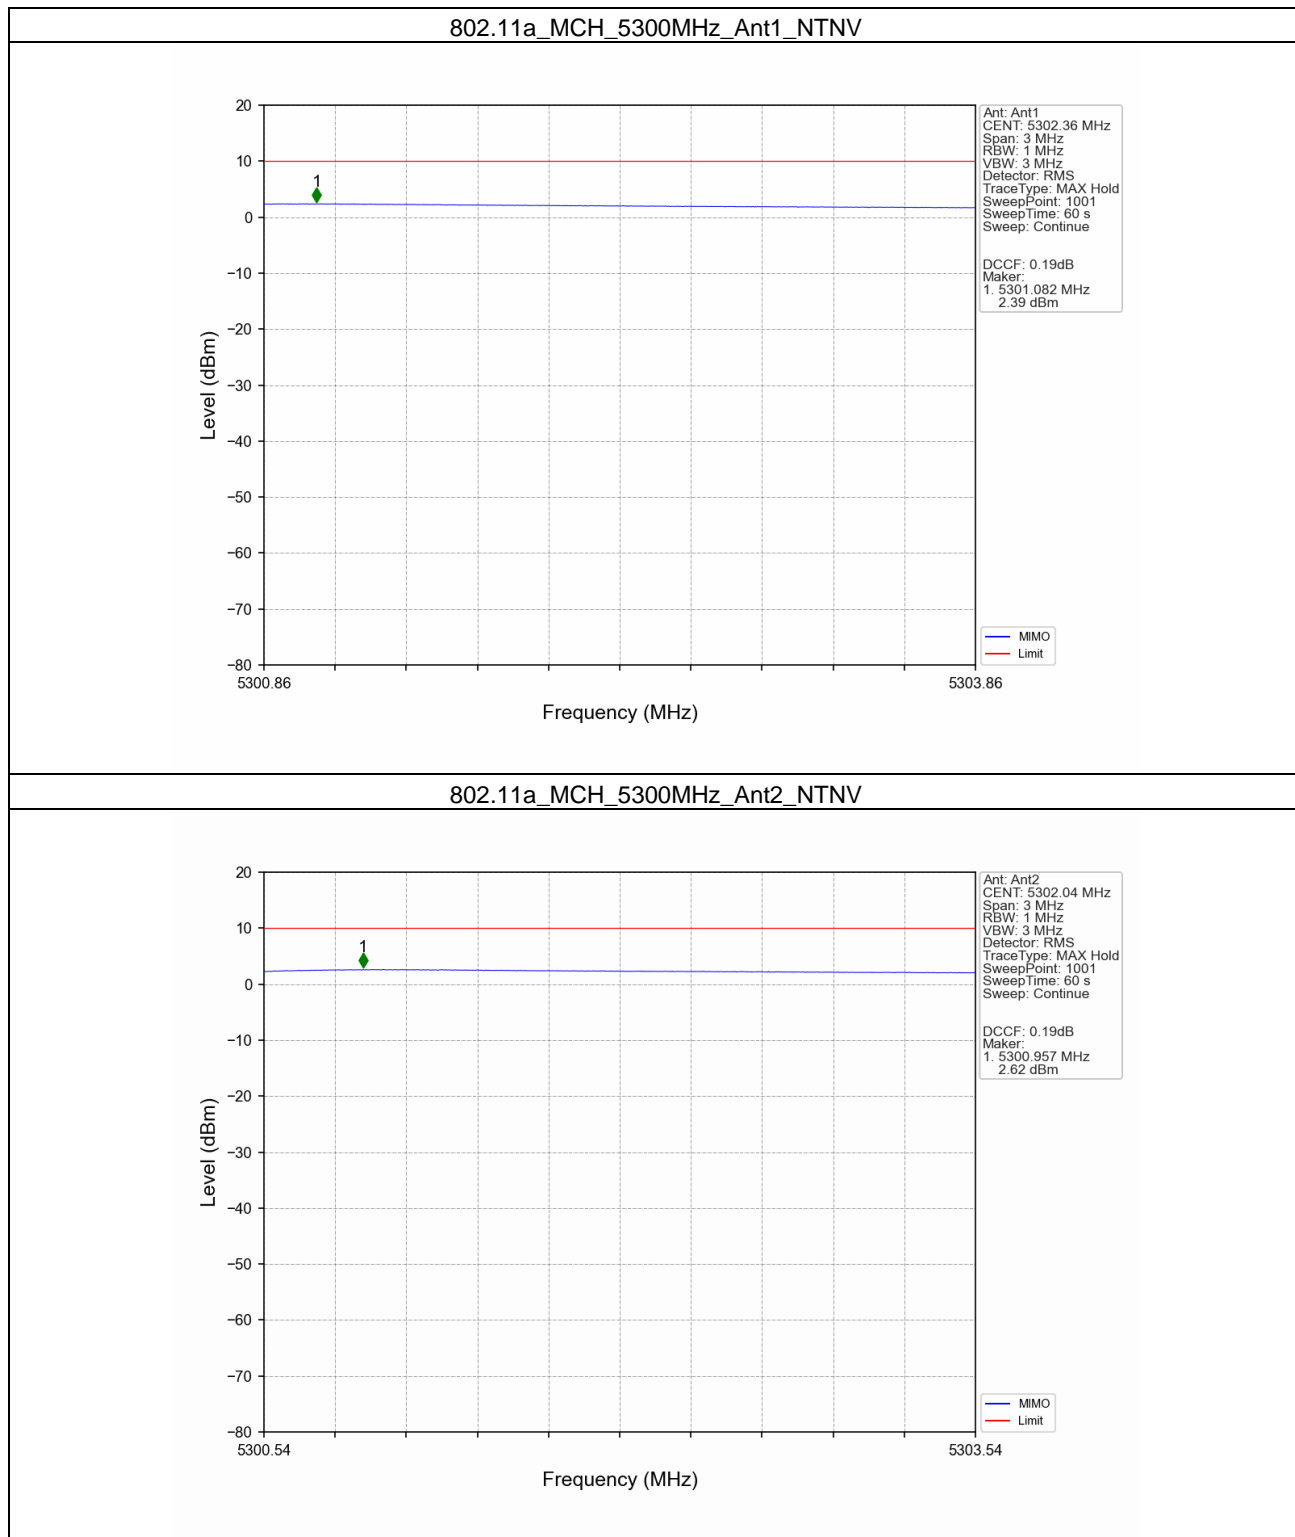 802.11a_MCH_5300MHz_Ant1_NTNV
20
10
0
−10
−20
−30
−40
−50
−60
−70
−80
Level (dBm)
1
5300.86
5303.86
Frequency (MHz)
Ant: Ant1
CENT: 5302.36 MHz
Span: 3 MHz
RBW: 1 MHz
VBW: 3 MHz
Detector: RMS
TraceType: MAX Hold
SweepPoint: 1001
SweepTime: 60 s
Sweep: Continue
DCCF: 0.19dB
Maker:
1. 5301.082 MHz
2.39 dBm
MIMO
Limit
802.11a_MCH_5300MHz_Ant2_NTNV
20
10
0
−10
−20
−30
−40
−50
−60
−70
−80
Level (dBm)
1
5300.54
5303.54
Frequency (MHz)
Ant: Ant2
CENT: 5302.04 MHz
Span: 3 MHz
RBW: 1 MHz
VBW: 3 MHz
Detector: RMS
TraceType: MAX Hold
SweepPoint: 1001
SweepTime: 60 s
Sweep: Continue
DCCF: 0.19dB
Maker:
1. 5300.957 MHz
2.62 dBm
MIMO
Limit